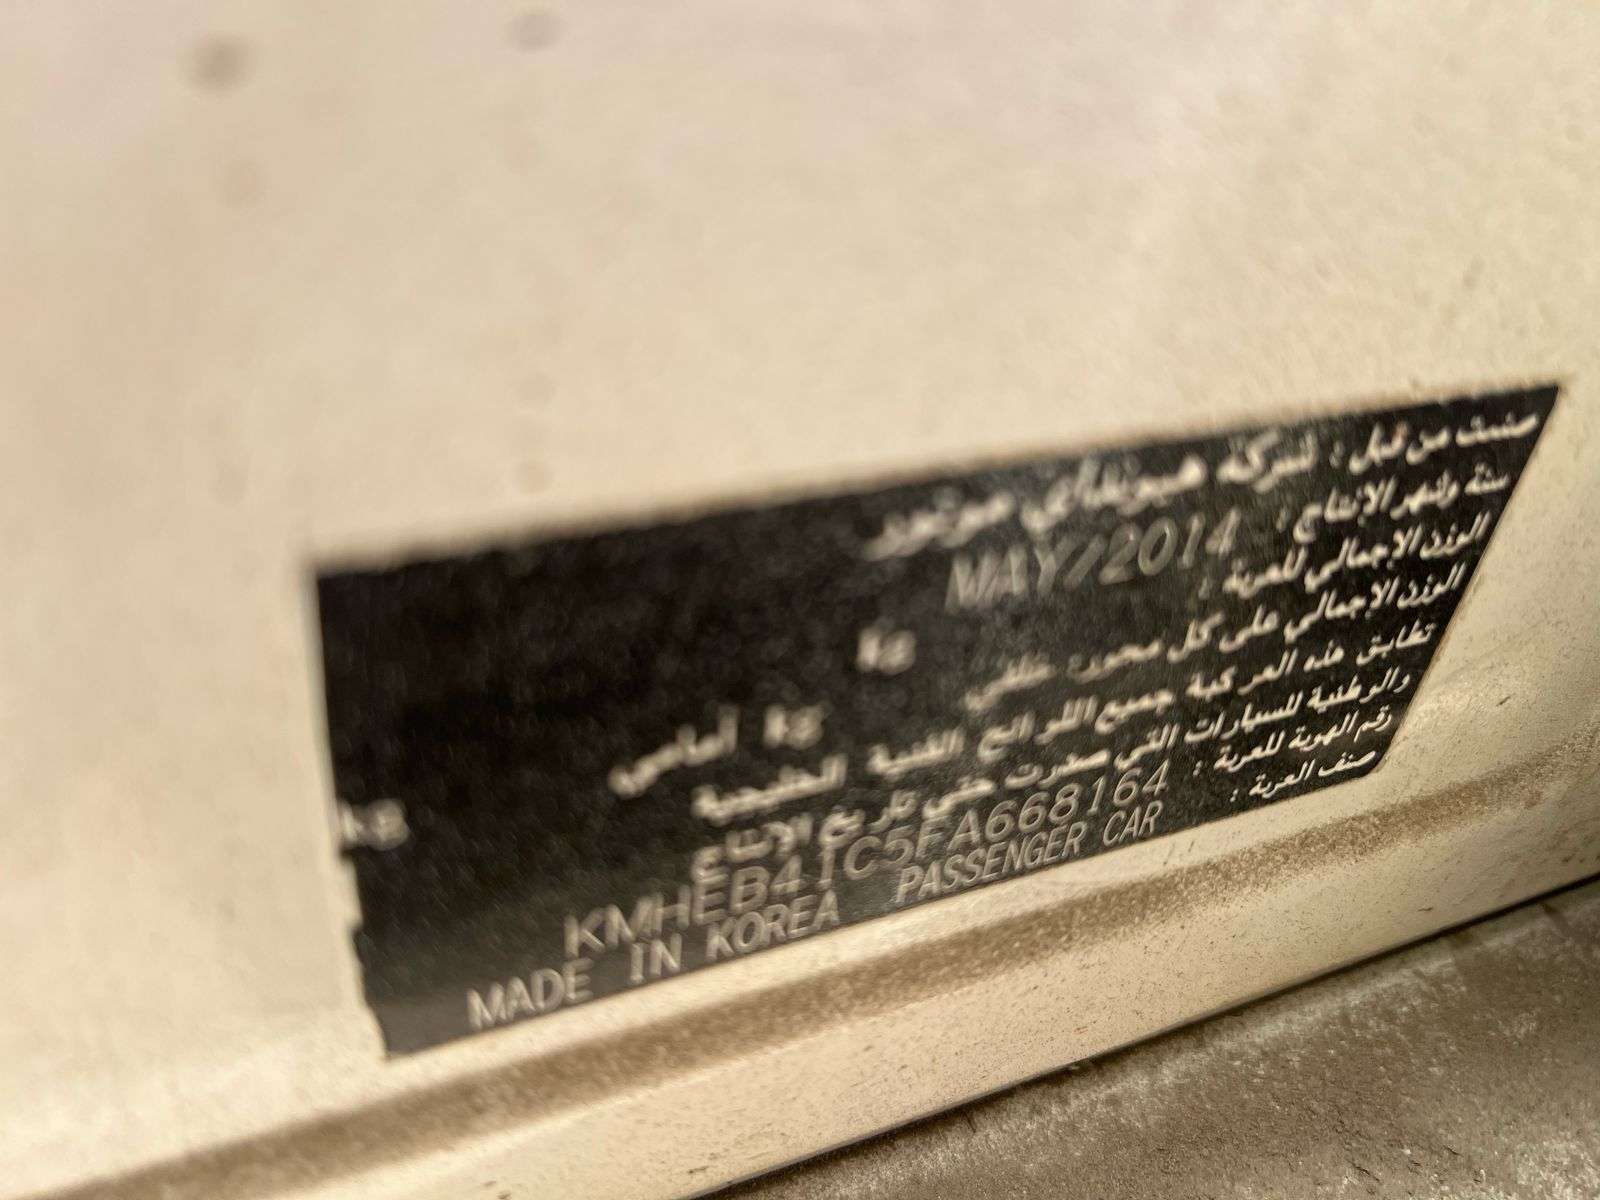 صنعت من قبل : شركة هيونداي موتور
سنة وشهر الإنتاج : MAY/2014
الوزن الإجمالي للعربة : kg
الوزن الإجمالي على كل محور: خلفي kg أمامي kg
تطابق هذه المركبة جميع اللوائح الفنية الخليجية
والوطنية للسيارات التي صدرت حتى تاريخ الإنتاج
رقم الهوية للعربة : KMHEB41C5FA668164
صنف العربة : PASSENGER CAR MADE IN KOREA